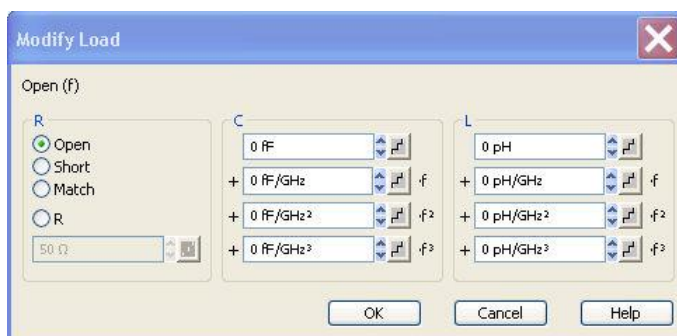 Modify Load
Open (f)
R
Open
Short
Match
R
50 Ω
C
0 fF
+ 0 fF/GHz ·f
+ 0 fF/GHz² ·f²
+ 0 fF/GHz³ ·f³
L
0 pH
+ 0 pH/GHz ·f
+ 0 pH/GHz² ·f²
+ 0 pH/GHz³ ·f³
OK
Cancel
Help